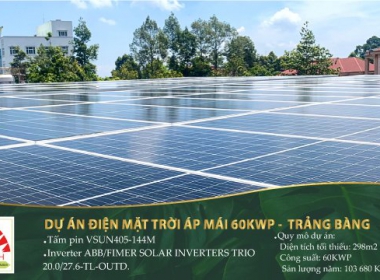 DỰ ÁN ĐIỆN MẶT TRỜI ÁP MÁI 60KWP - TRẢNG BÀNG
.Tấm pin VSUN405-144M
.Inverter ABB/FIMER SOLAR INVERTERS TRIO
20.0/27.6-TL-OUTD.
.Quy mô dự án:
Diện tích tối thiểu: 298m2
Công suất: 60KWP
Sản lượng năm: 103 680 K